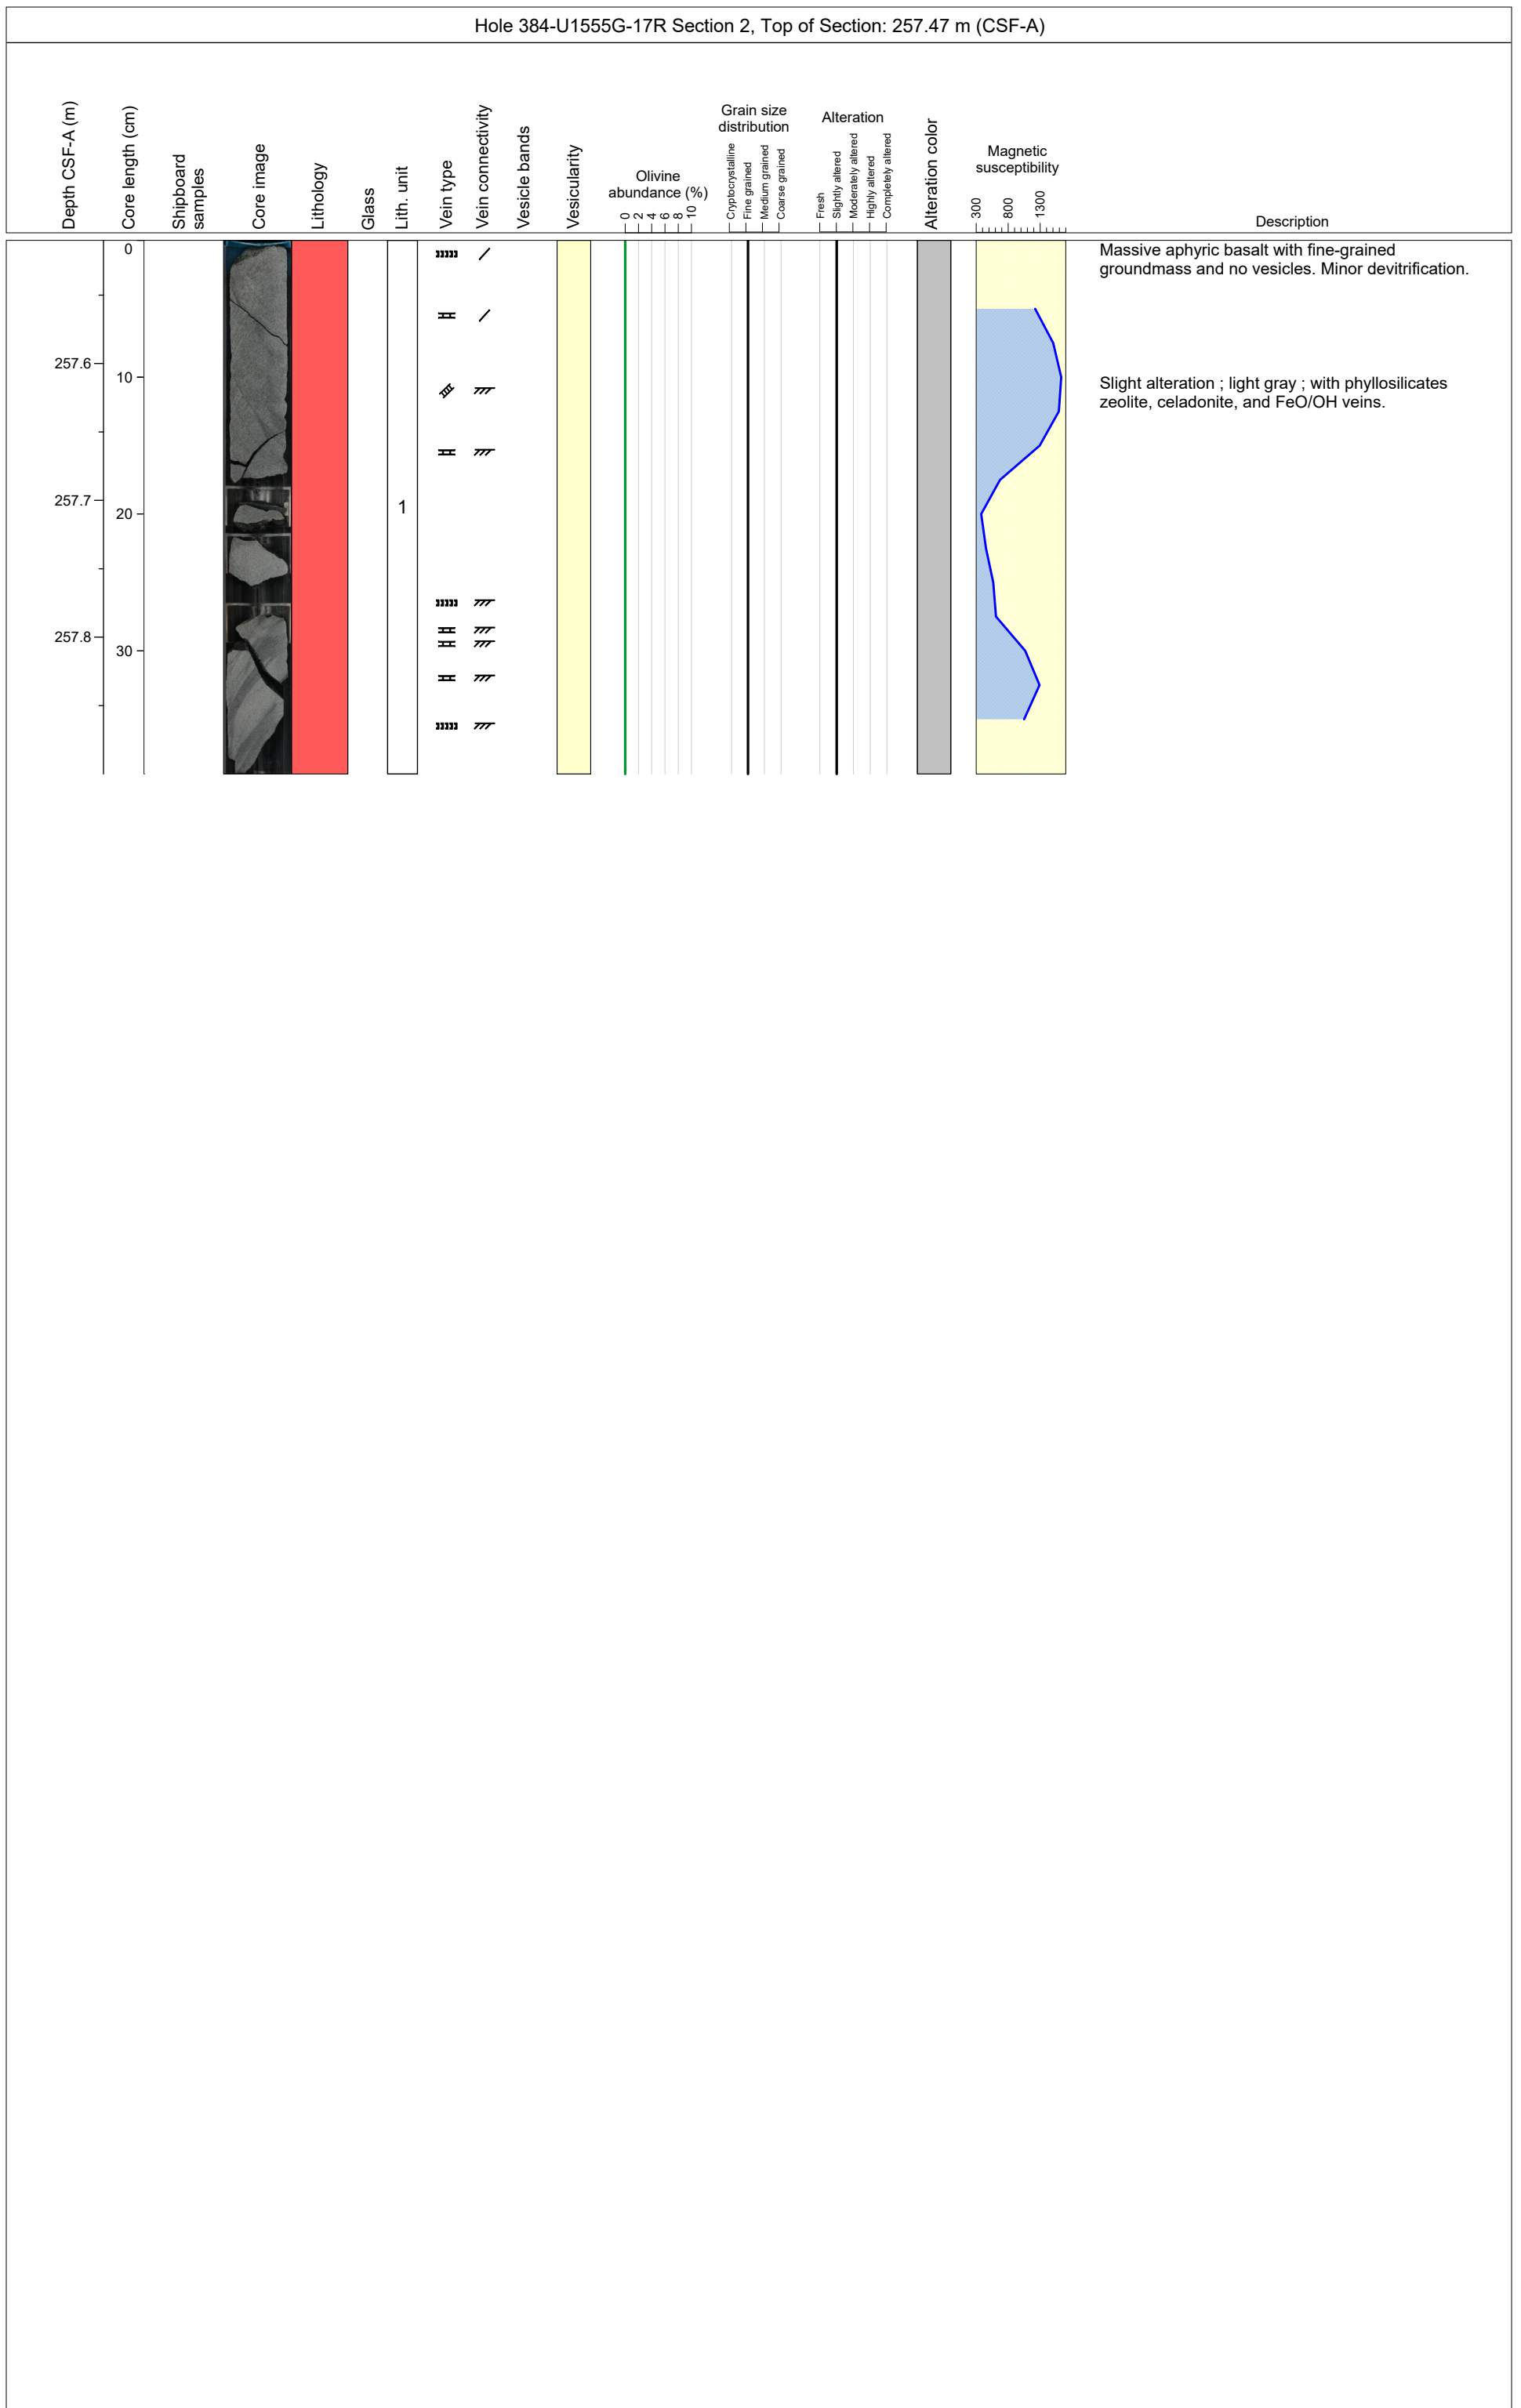 Hole 384-U1555G-17R Section 2, Top of Section: 257.47 m (CSF-A)
Depth CSF-A (m)
Core length (cm)
Shipboard
samples
Core image
Lithology
Glass
Lith. unit
Vein type
Vein connectivity
Vesicle bands
Vesicularity
Olivine
abundance (%)
0
2
4
6
8
10
Grain size
distribution
Cryptocrystalline
Fine grained
Medium grained
Coarse grained
Alteration
Fresh
Slightly altered
Moderately altered
Highly altered
Completely altered
Alteration color
Magnetic
susceptibility
300
800
1300
Description
0
Massive aphyric basalt with fine-grained
groundmass and no vesicles. Minor devitrification.
257.6
10
Slight alteration ; light gray ; with phyllosilicates
zeolite, celadonite, and FeO/OH veins.
257.7
20
1
257.8
30